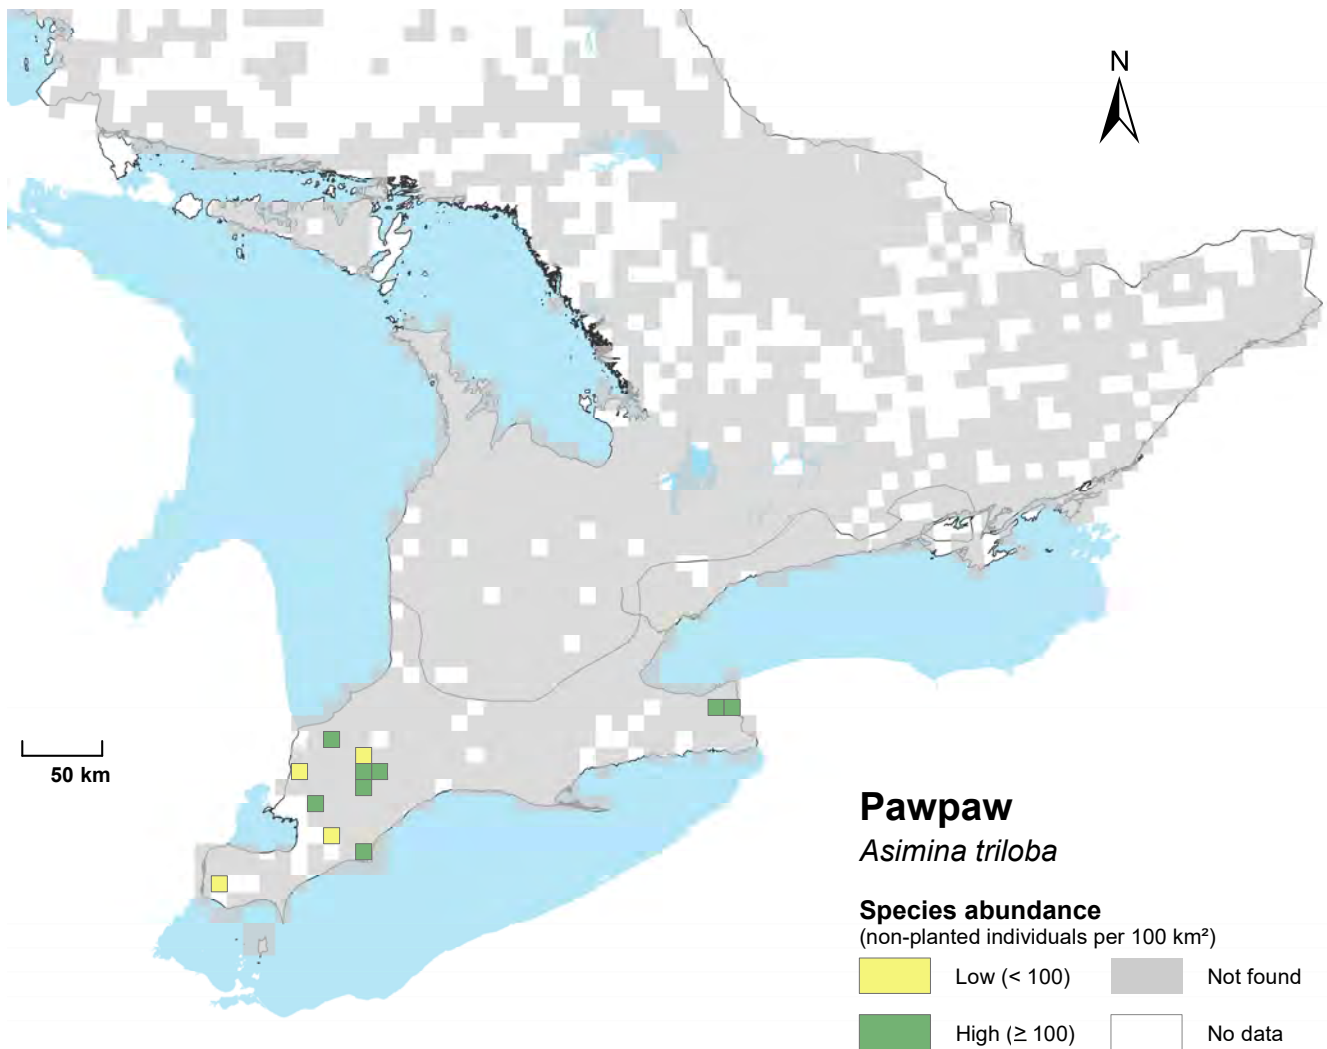 N
50 km
Pawpaw
Asimina triloba
Species abundance
(non-planted individuals per 100 km²)
Low (< 100)
Not found
High (≥ 100)
No data